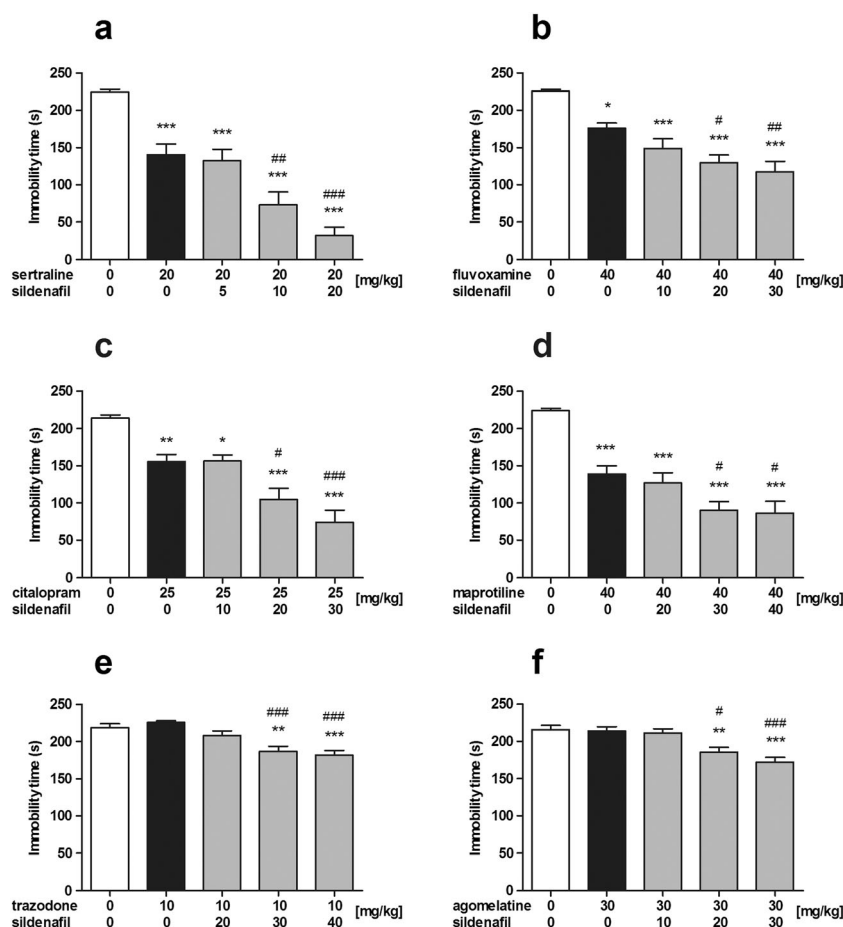 a
Immobility time (s)
250
200
150
100
50
0
***
***
##
***
###
***
sertraline 0 20 20 20 20 [mg/kg]
sildenafil 0 0 5 10 20
b
Immobility time (s)
250
200
150
100
50
0
*
***
#
***
##
***
fluvoxamine 0 40 40 40 40 [mg/kg]
sildenafil 0 0 10 20 30
c
Immobility time (s)
250
200
150
100
50
0
**
*
#
***
###
***
citalopram 0 25 25 25 25 [mg/kg]
sildenafil 0 0 10 20 30
d
Immobility time (s)
250
200
150
100
50
0
***
***
#
***
#
***
maprotiline 0 40 40 40 40 [mg/kg]
sildenafil 0 0 20 30 40
e
Immobility time (s)
250
200
150
100
50
0
###
**
###
***
trazodone 0 10 10 10 10 [mg/kg]
sildenafil 0 0 20 30 40
f
Immobility time (s)
250
200
150
100
50
0
#
**
###
***
agomelatine 0 30 30 30 30 [mg/kg]
sildenafil 0 0 10 20 30